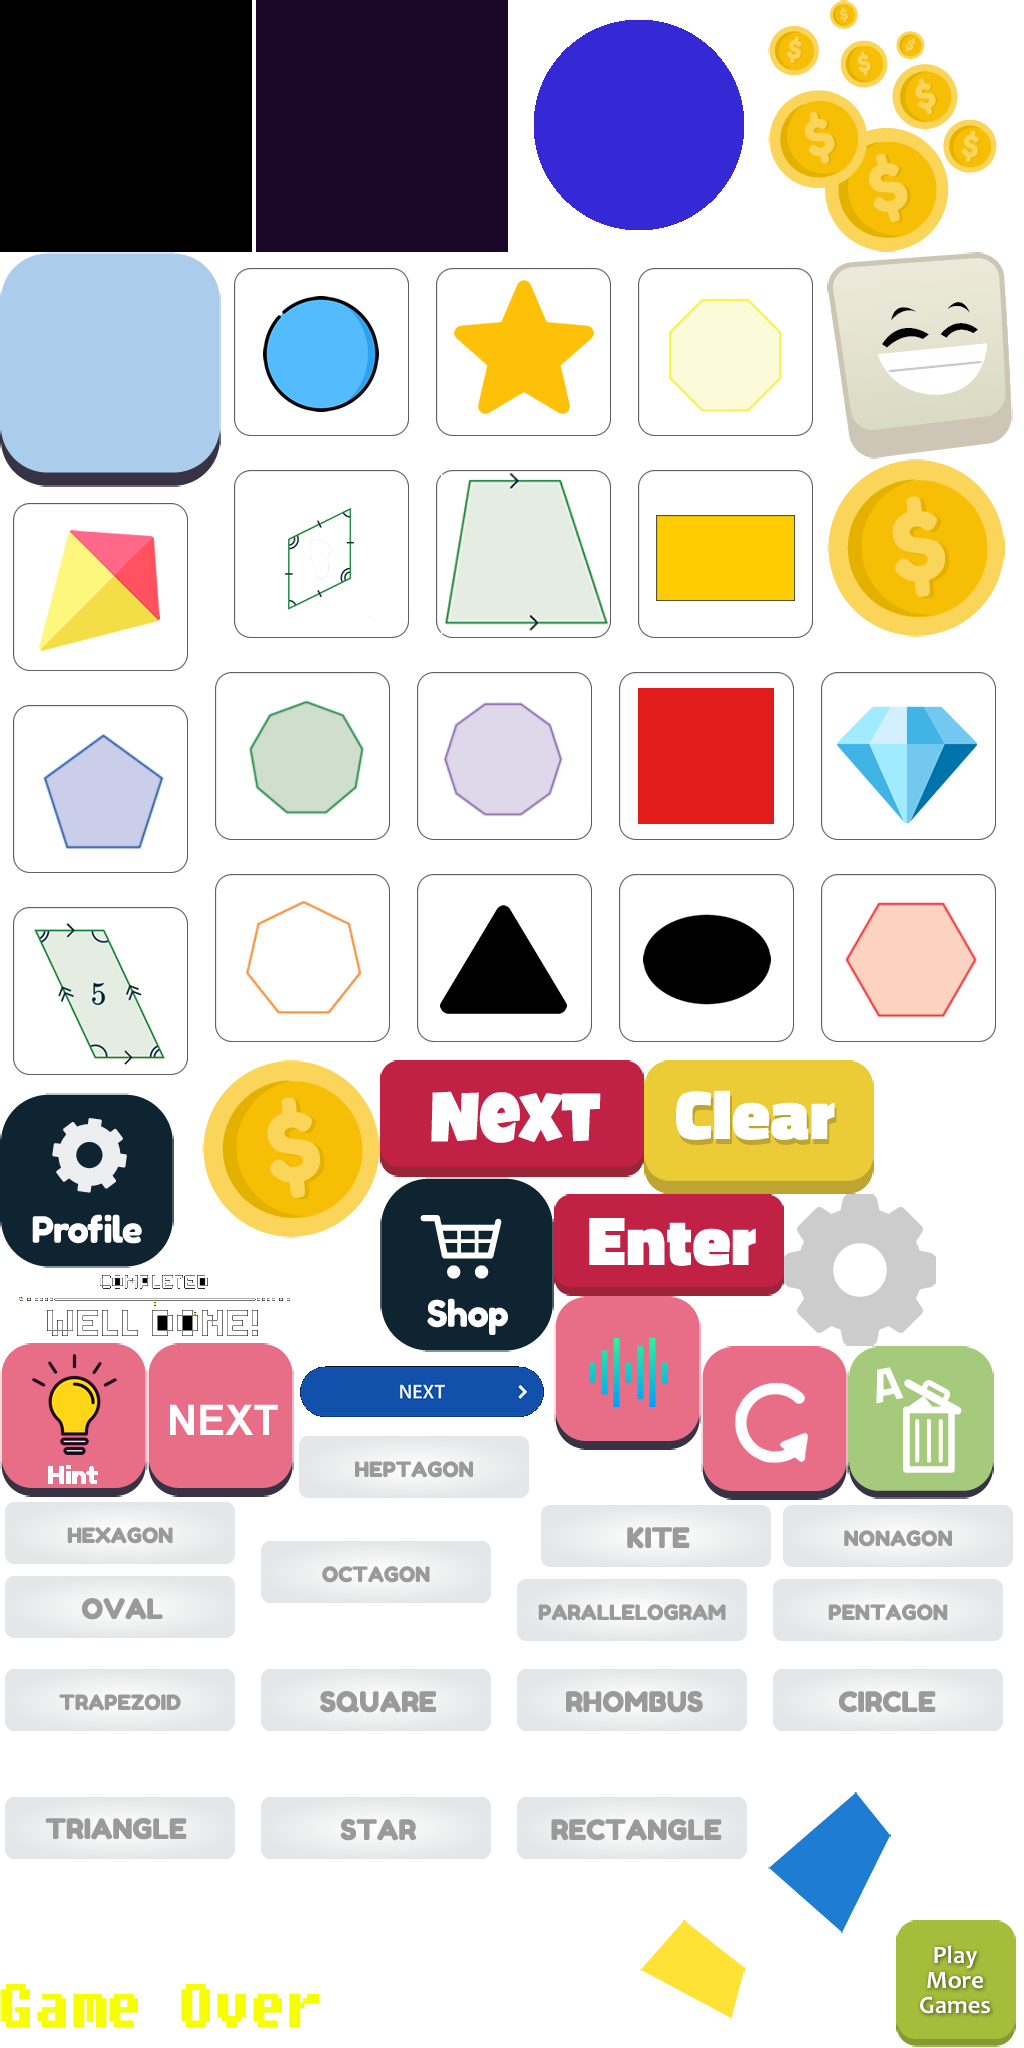 5
Next
Clear
Profile
Enter
Shop
COMPLETED
WELL DONE!
Hint
NEXT
NEXT
A
HEPTAGON
HEXAGON
KITE
NONAGON
OCTAGON
OVAL
PARALLELOGRAM
PENTAGON
TRAPEZOID
SQUARE
RHOMBUS
CIRCLE
TRIANGLE
STAR
RECTANGLE
Play
More
Games
Game Over